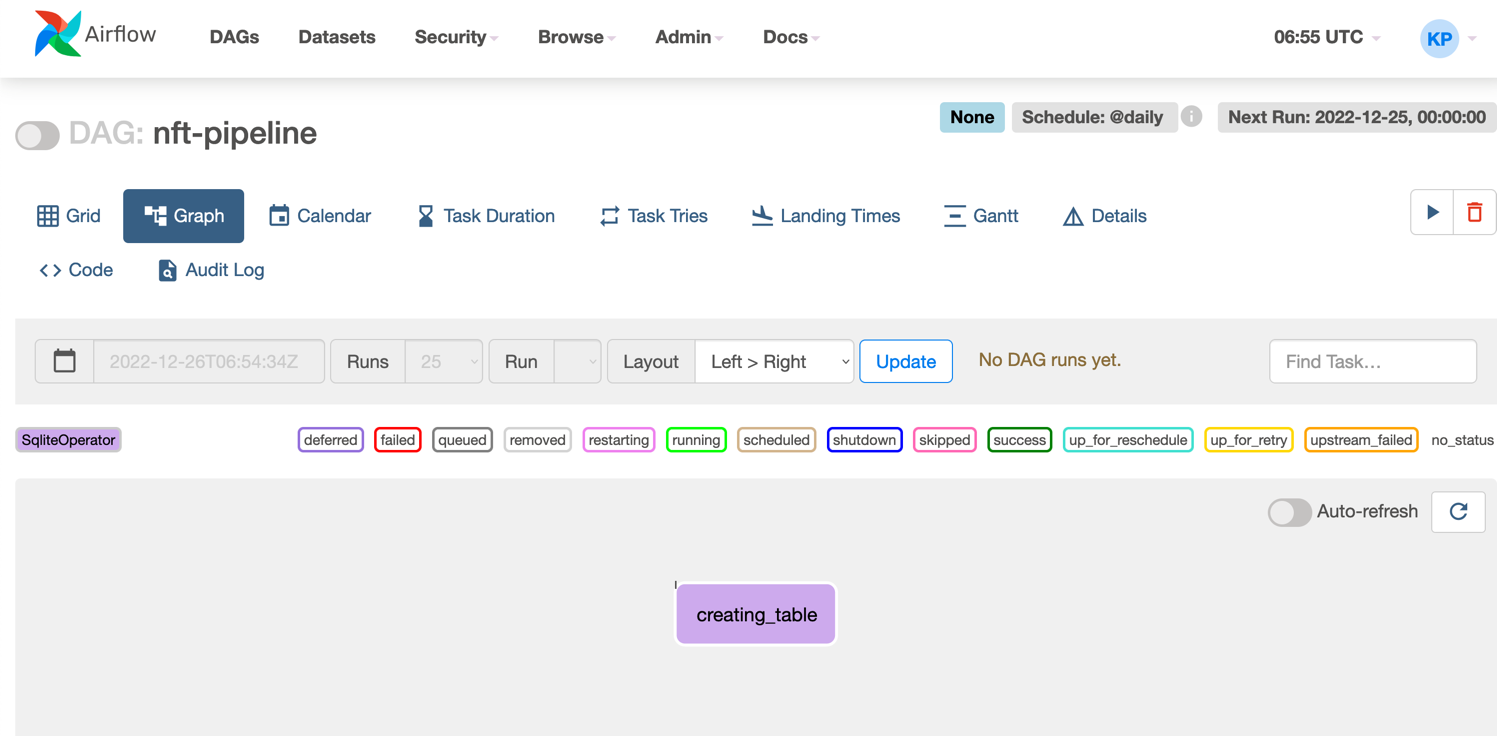 Airflow DAGs Datasets Security Browse Admin Docs 06:55 UTC KP
None Schedule: @daily i Next Run: 2022-12-25, 00:00:00
DAG: nft-pipeline
Grid Graph Calendar Task Duration Task Tries Landing Times Gantt Details
Code Audit Log
2022-12-26T06:54:34Z Runs 25 Run Layout Left > Right Update No DAG runs yet. Find Task...
SqliteOperator deferred failed queued removed restarting running scheduled shutdown skipped success up_for_reschedule up_for_retry upstream_failed no_status
Auto-refresh
creating_table